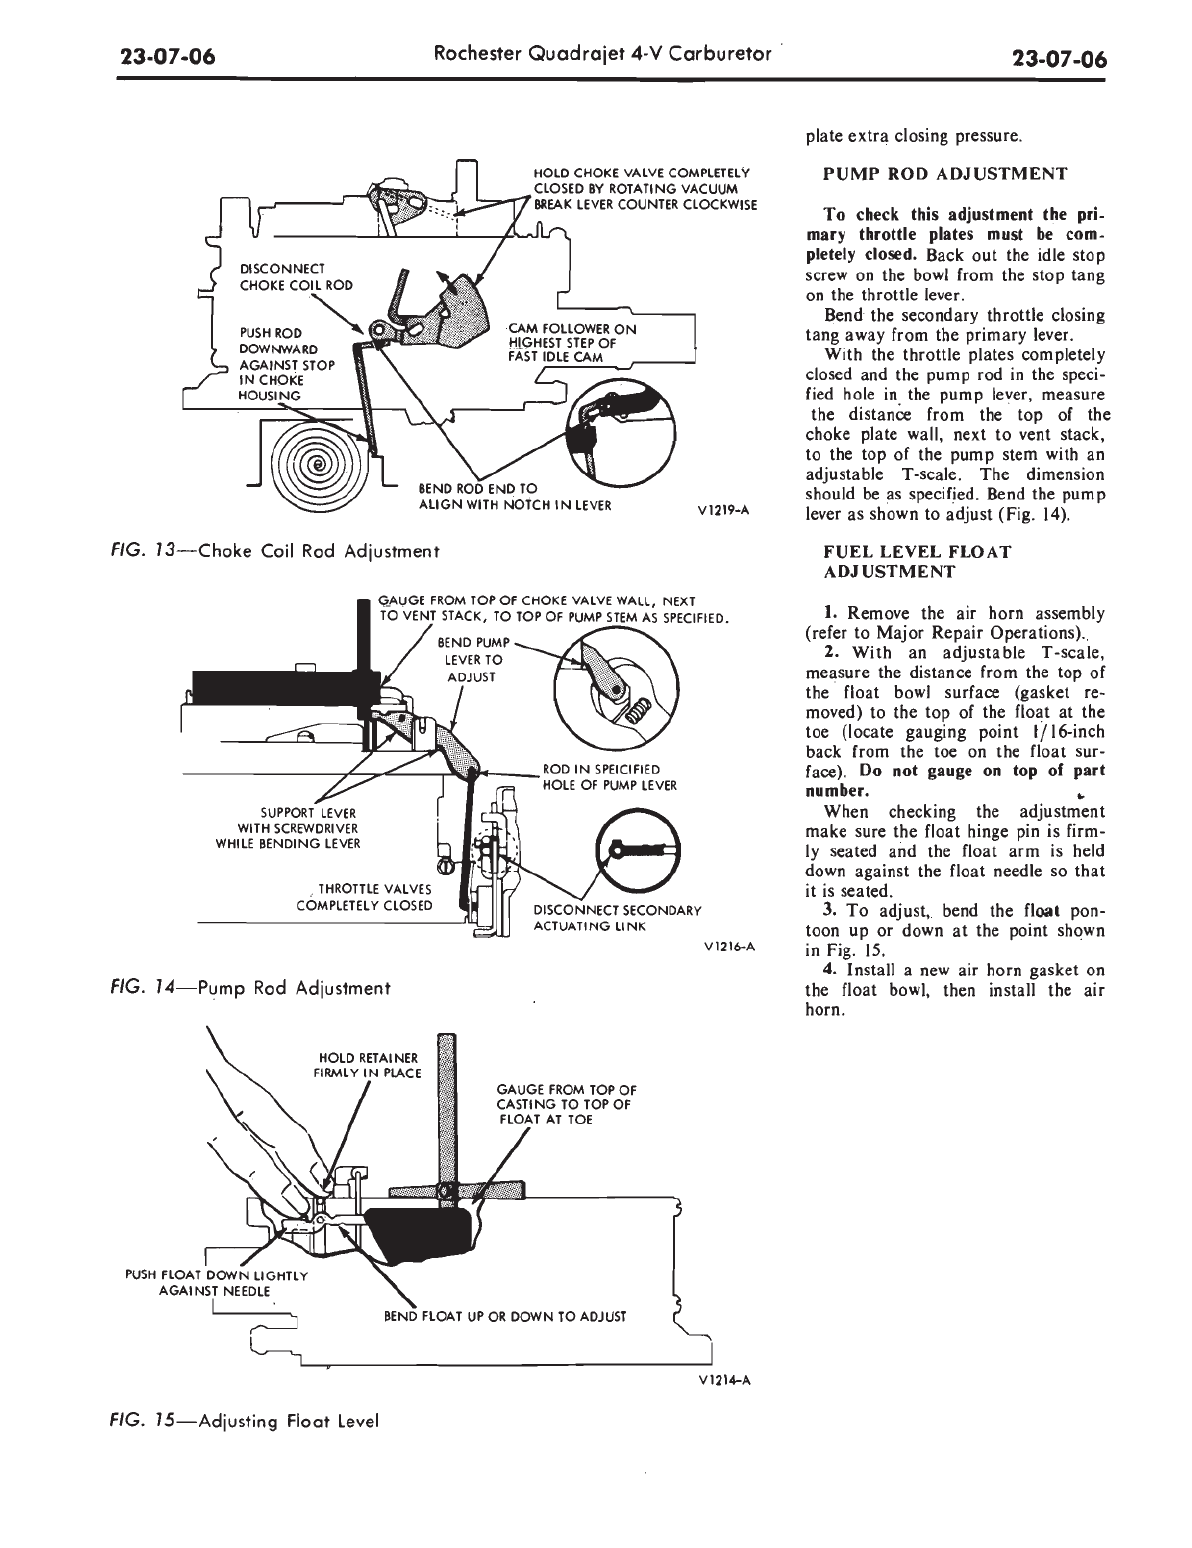 23-07-06
Rochester Quadrajet 4-V Carburetor
23-07-06
HOLD CHOKE VALVE COMPLETELY
CLOSED BY ROTATING VACUUM
BREAK LEVER COUNTER CLOCKWISE
DISCONNECT
CHOKE COIL ROD
PUSH ROD
DOWNWARD
AGAINST STOP
IN CHOKE
HOUSING
CAM FOLLOWER ON
HIGHEST STEP OF
FAST IDLE CAM
BEND ROD END TO
ALIGN WITH NOTCH IN LEVER
V1219-A
FIG. 13—Choke Coil Rod Adjustment
GAUGE FROM TOP OF CHOKE VALVE WALL, NEXT
TO VENT STACK, TO TOP OF PUMP STEM AS SPECIFIED.
BEND PUMP
LEVER TO
ADJUST
ROD IN SPEICIFIED
HOLE OF PUMP LEVER
SUPPORT LEVER
WITH SCREWDRIVER
WHILE BENDING LEVER
THROTTLE VALVES
COMPLETELY CLOSED
DISCONNECT SECONDARY
ACTUATING LINK
V1216-A
FIG. 14—Pump Rod Adjustment
HOLD RETAINER
FIRMLY IN PLACE
GAUGE FROM TOP OF
CASTING TO TOP OF
FLOAT AT TOE
PUSH FLOAT DOWN LIGHTLY
AGAINST NEEDLE
BEND FLOAT UP OR DOWN TO ADJUST
V1214-A
FIG. 15—Adjusting Float Level
plate extra closing pressure.
PUMP ROD ADJUSTMENT
To check this adjustment the pri-
mary throttle plates must be com-
pletely closed. Back out the idle stop
screw on the bowl from the stop tang
on the throttle lever.
Bend the secondary throttle closing
tang away from the primary lever.
With the throttle plates completely
closed and the pump rod in the speci-
fied hole in the pump lever, measure
the distance from the top of the
choke plate wall, next to vent stack,
to the top of the pump stem with an
adjustable T-scale. The dimension
should be as specified. Bend the pump
lever as shown to adjust (Fig. 14).
FUEL LEVEL FLOAT
ADJUSTMENT
1. Remove the air horn assembly
(refer to Major Repair Operations).
2. With an adjustable T-scale,
measure the distance from the top of
the float bowl surface (gasket re-
moved) to the top of the float at the
toe (locate gauging point 1/16-inch
back from the toe on the float sur-
face). Do not gauge on top of part
number.
When checking the adjustment
make sure the float hinge pin is firm-
ly seated and the float arm is held
down against the float needle so that
it is seated.
3. To adjust, bend the float pon-
toon up or down at the point shown
in Fig. 15.
4. Install a new air horn gasket on
the float bowl, then install the air
horn.